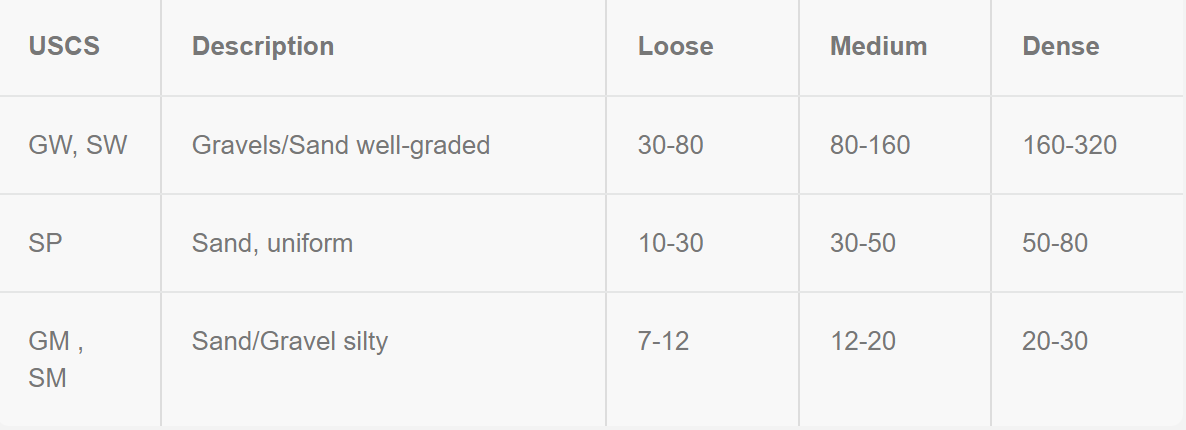 USCS Description Loose Medium Dense
GW, SW Gravels/Sand well-graded 30-80 80-160 160-320
SP Sand, uniform 10-30 30-50 50-80
GM , Sand/Gravel silty 7-12 12-20 20-30
SM